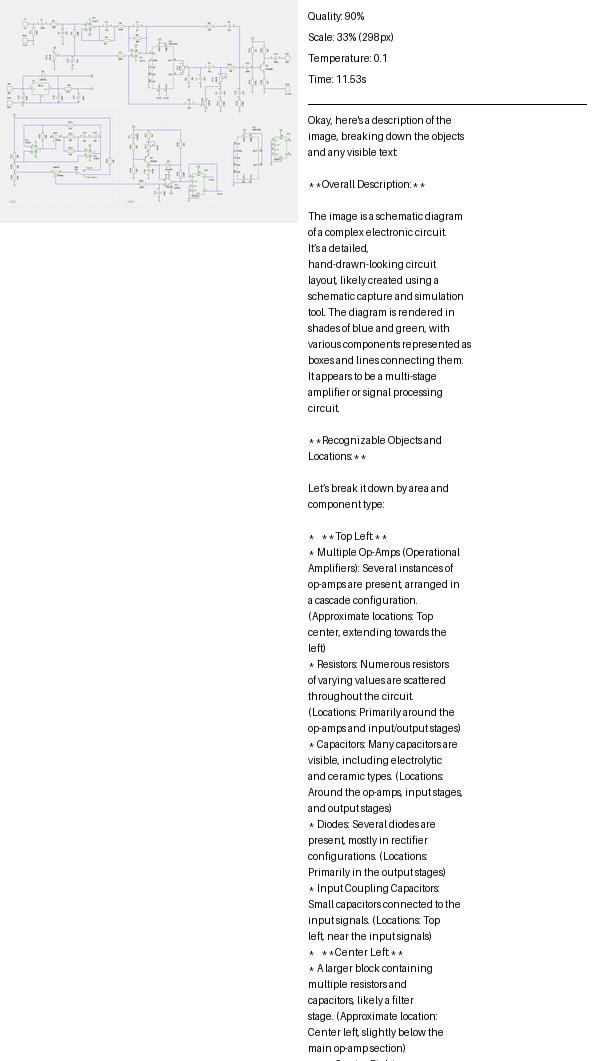 Quality: 90%
Scale: 33% (298px)
Temperature: 0.1
Time: 11.53s
Okay, here's a description of the
image, breaking down the objects
and any visible text:
**Overall Description:**
The image is a schematic diagram
of a complex electronic circuit.
It's a detailed,
hand-drawn-looking circuit
layout, likely created using a
schematic capture and simulation
tool. The diagram is rendered in
shades of blue and green, with
various components represented as
boxes and lines connecting them.
It appears to be a multi-stage
amplifier or signal processing
circuit.
**Recognizable Objects and
Locations:**
Let's break it down by area and
component type:
* **Top Left:**
* Multiple Op-Amps (Operational
Amplifiers): Several instances of
op-amps are present, arranged in
a cascade configuration.
(Approximate locations: Top
center, extending towards the
left)
* Resistors: Numerous resistors
of varying values are scattered
throughout the circuit.
(Locations: Primarily around the
op-amps and input/output stages)
* Capacitors: Many capacitors are
visible, including electrolytic
and ceramic types. (Locations:
Around the op-amps, input stages,
and output stages)
* Diodes: Several diodes are
present, mostly in rectifier
configurations. (Locations:
Primarily in the output stages)
* Input Coupling Capacitors:
Small capacitors connected to the
input signals. (Locations: Top
left, near the input signals)
* **Center Left:**
* A larger block containing
multiple resistors and
capacitors, likely a filter
stage. (Approximate location:
Center left, slightly below the
main op-amp section)